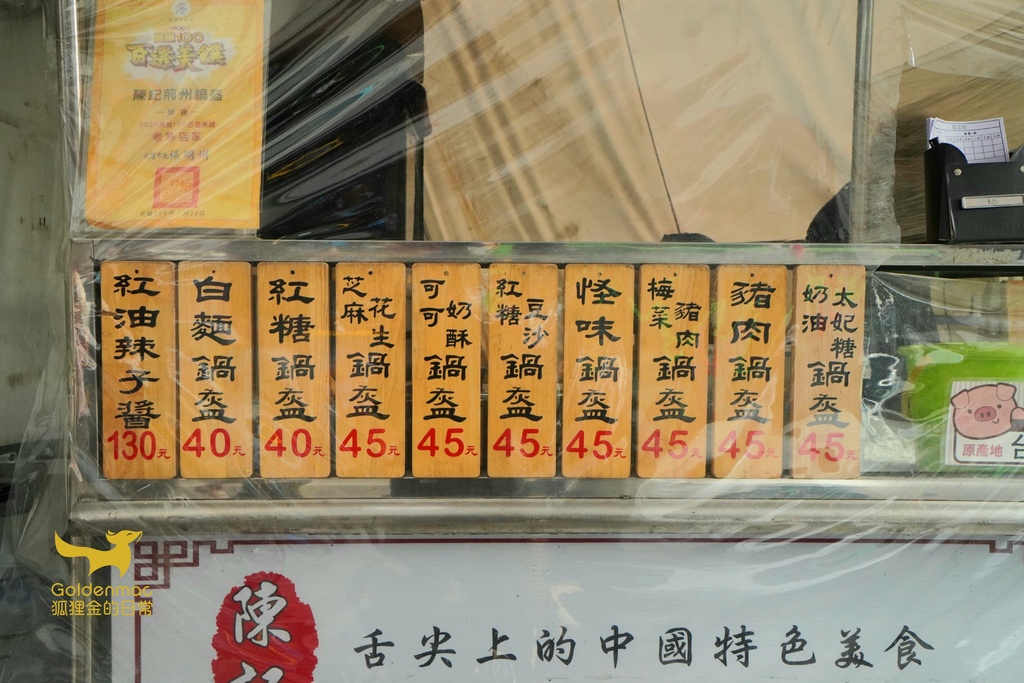 百選美饌
陳記荊州鍋盔
老味店家
太妃糖奶油鍋盔
45元
豬肉鍋盔
45元
梅菜豬肉鍋盔
45元
怪味鍋盔
45元
紅糖豆沙鍋盔
45元
可可奶酥鍋盔
45元
芝麻花生鍋盔
45元
紅糖鍋盔
40元
白麵鍋盔
40元
紅油辣子醬
130元
原產地 台
Goldenmac
狐狸金的日常
陳記
舌尖上的中國特色美食